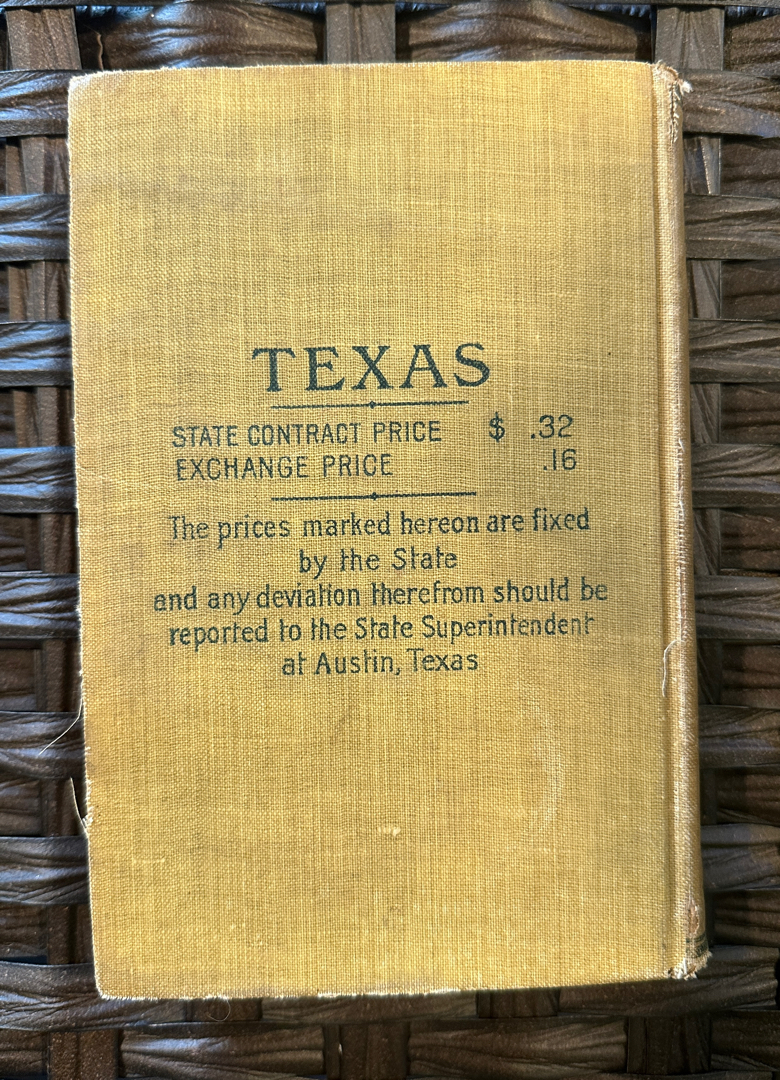 TEXAS
STATE CONTRACT PRICE $ .32
EXCHANGE PRICE .16
The prices marked hereon are fixed
by the State
and any deviation therefrom should be
reported to the State Superintendent
at Austin, Texas